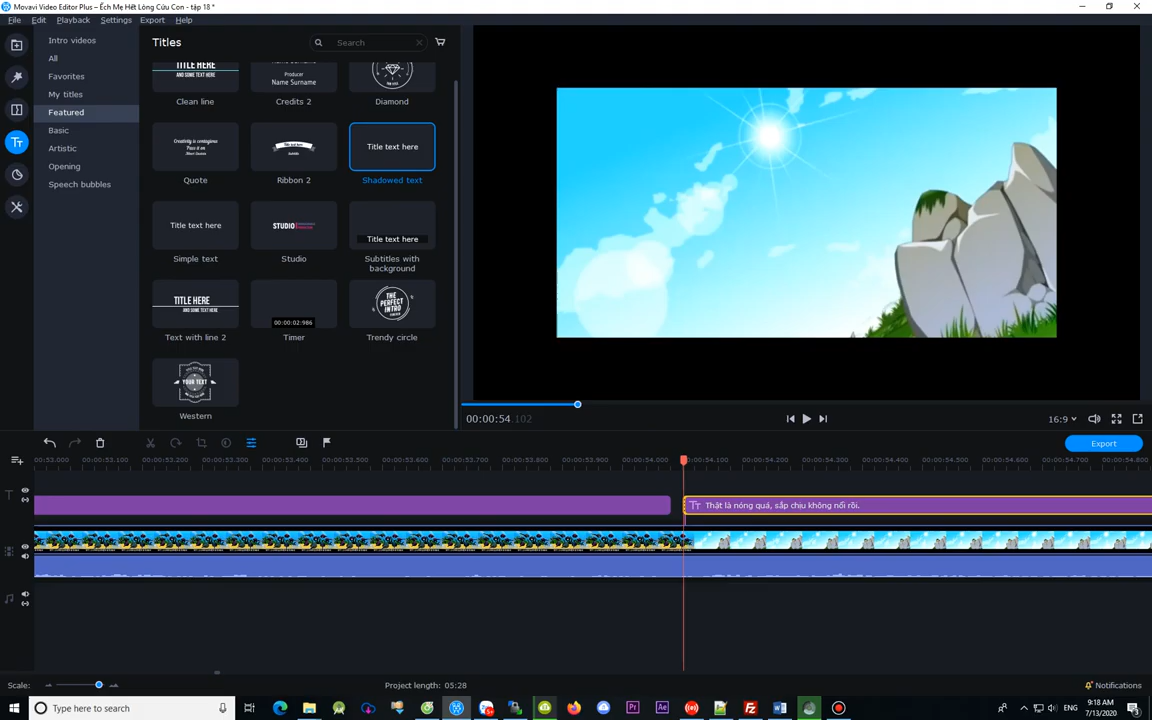 Movavi Video Editor Plus – Ếch Mẹ Hết Lòng Cứu Con - tập 18 *
File Edit Playback Settings Export Help
Intro videos
All
Favorites
My titles
Featured
Basic
Artistic
Opening
Speech bubbles
Titles
Search
TITLE HERE
AND SOME TEXT HERE
Clean line
Producer
Name Surname
Credits 2
Diamond
Creativity is contagious
Pass it on
Quote
Title text here
Subtitle
Ribbon 2
Title text here
Shadowed text
Title text here
Simple text
STUDIO
Studio
Title text here
Subtitles with
background
TITLE HERE
AND SOME TEXT HERE
Text with line 2
00:00:02:986
Timer
THE
PERFECT
INTRO
Trendy circle
YOUR TEXT
Western
00:00:54.102
16:9
Export
00:53.000 00:00:53.100 00:00:53.200 00:00:53.300 00:00:53.400 00:00:53.500 00:00:53.600 00:00:53.700 00:00:53.800 00:00:53.900 00:00:54.000 00:00:54.100 00:00:54.200 00:00:54.300 00:00:54.400 00:00:54.500 00:00:54.600 00:00:54.700 00:00:54.800
Thật là nóng quá, sắp chịu không nổi rồi.
Scale:
Project length: 05:28
Notifications
Type here to search
ENG
9:18 AM
7/13/2020